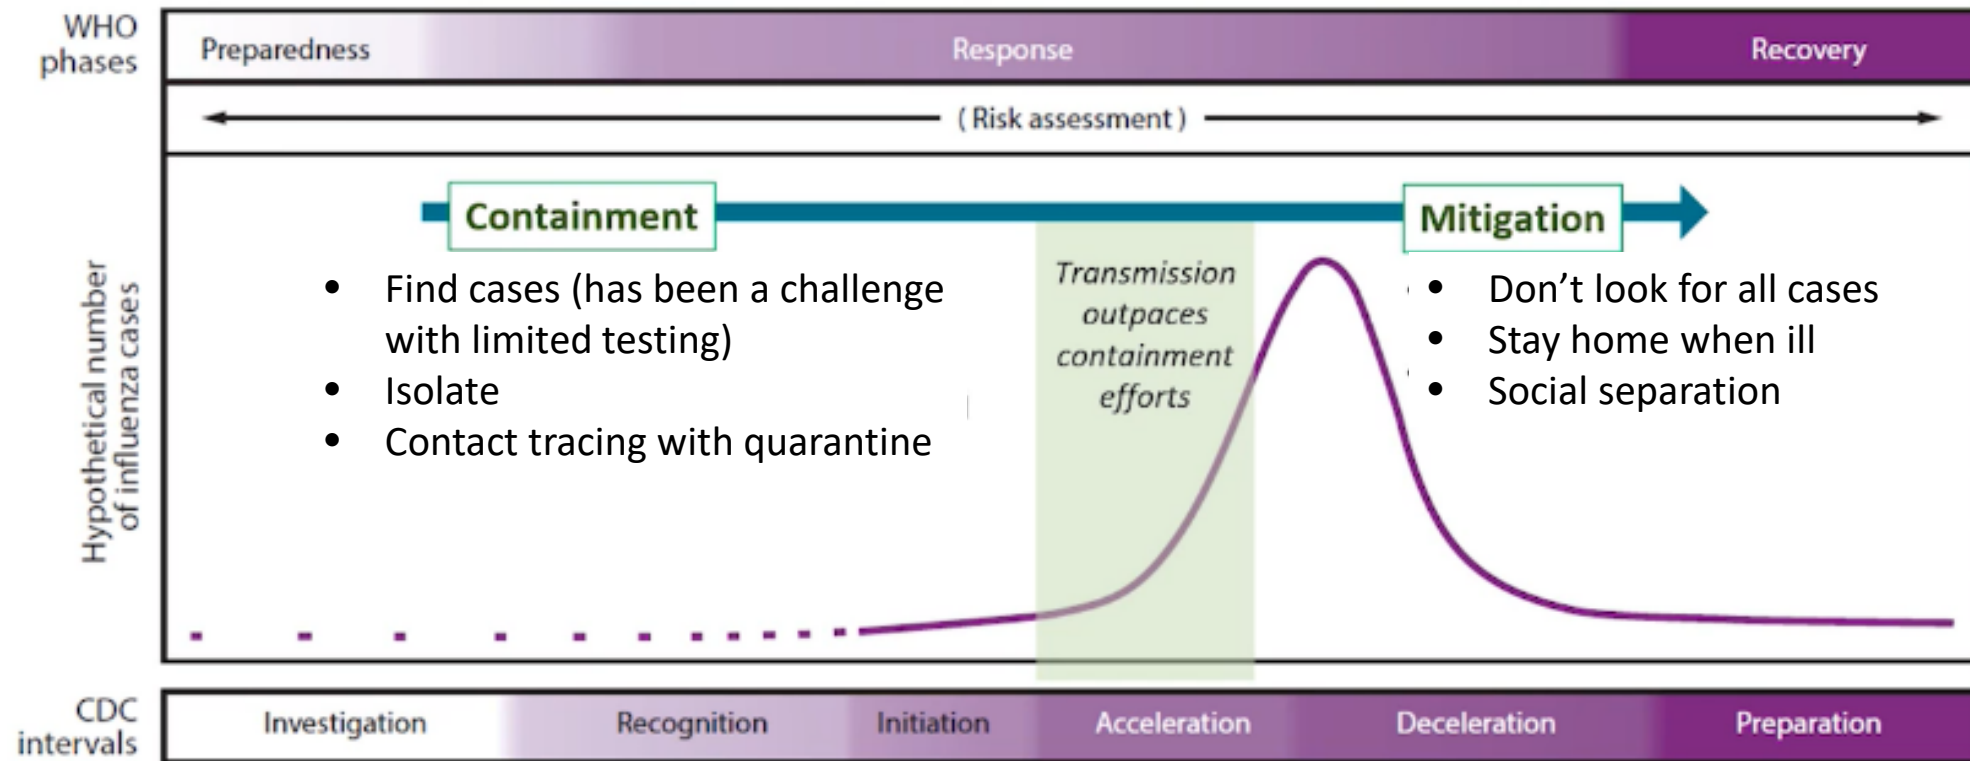 WHO
phases
Preparedness
Response
Recovery
( Risk assessment )
Containment
Mitigation
• Find cases (has been a challenge
with limited testing)
• Isolate
• Contact tracing with quarantine
Transmission
outpaces
containment
efforts
• Don’t look for all cases
• Stay home when ill
• Social separation
Hypothetical number
of influenza cases
CDC
intervals
Investigation
Recognition
Initiation
Acceleration
Deceleration
Preparation